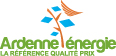 Ardenne énergie
LA RÉFÉRENCE QUALITÉ PRIX